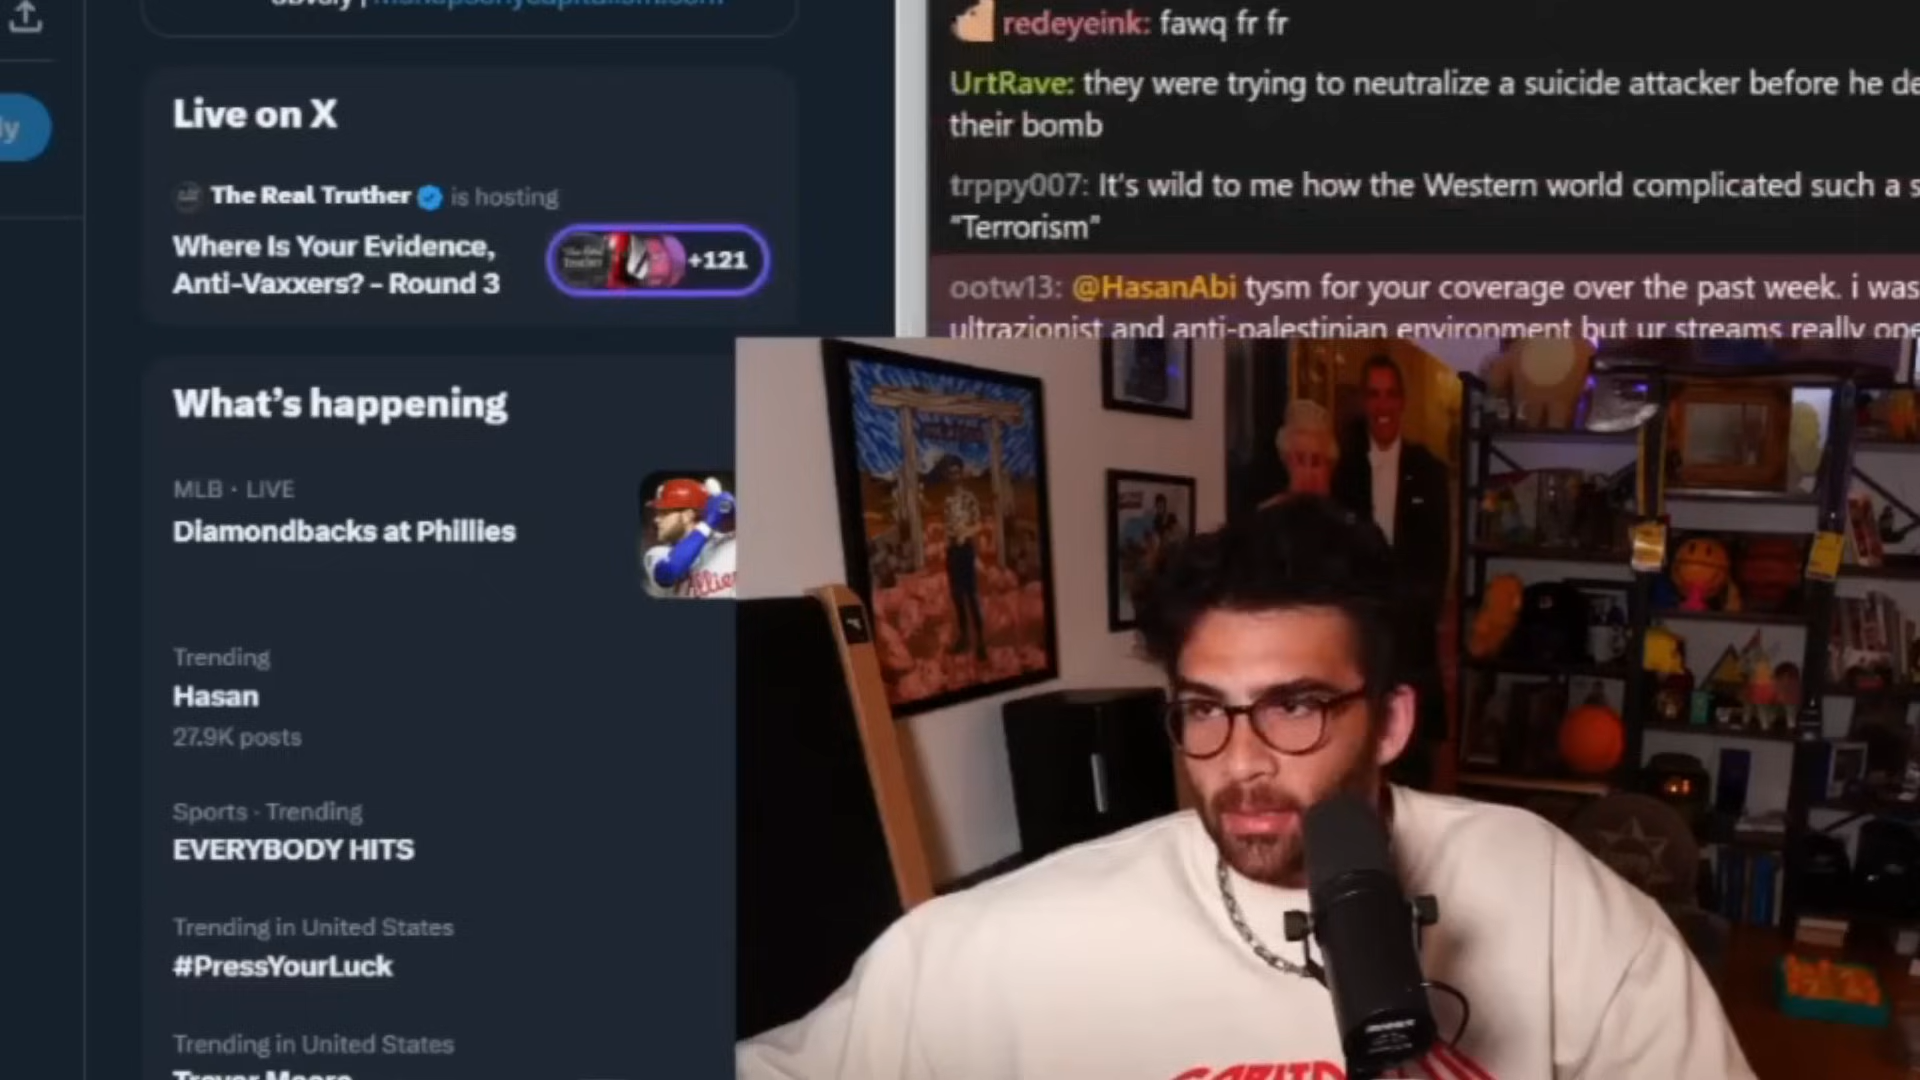 ly
Live on X
The Real Truther is hosting
Where Is Your Evidence,
Anti-Vaxxers? - Round 3
+121
What's happening
MLB · LIVE
Diamondbacks at Phillies
Trending
Hasan
27.9K posts
Sports · Trending
EVERYBODY HITS
Trending in United States
#PressYourLuck
Trending in United States
Trevor Moore
redeyeink: fawq fr fr
UrtRave: they were trying to neutralize a suicide attacker before he de
their bomb
trppy007: It's wild to me how the Western world complicated such a s
"Terrorism"
ootw13: @HasanAbi tysm for your coverage over the past week. i was
ultrazionist and anti-palestinian environment but ur streams really ope